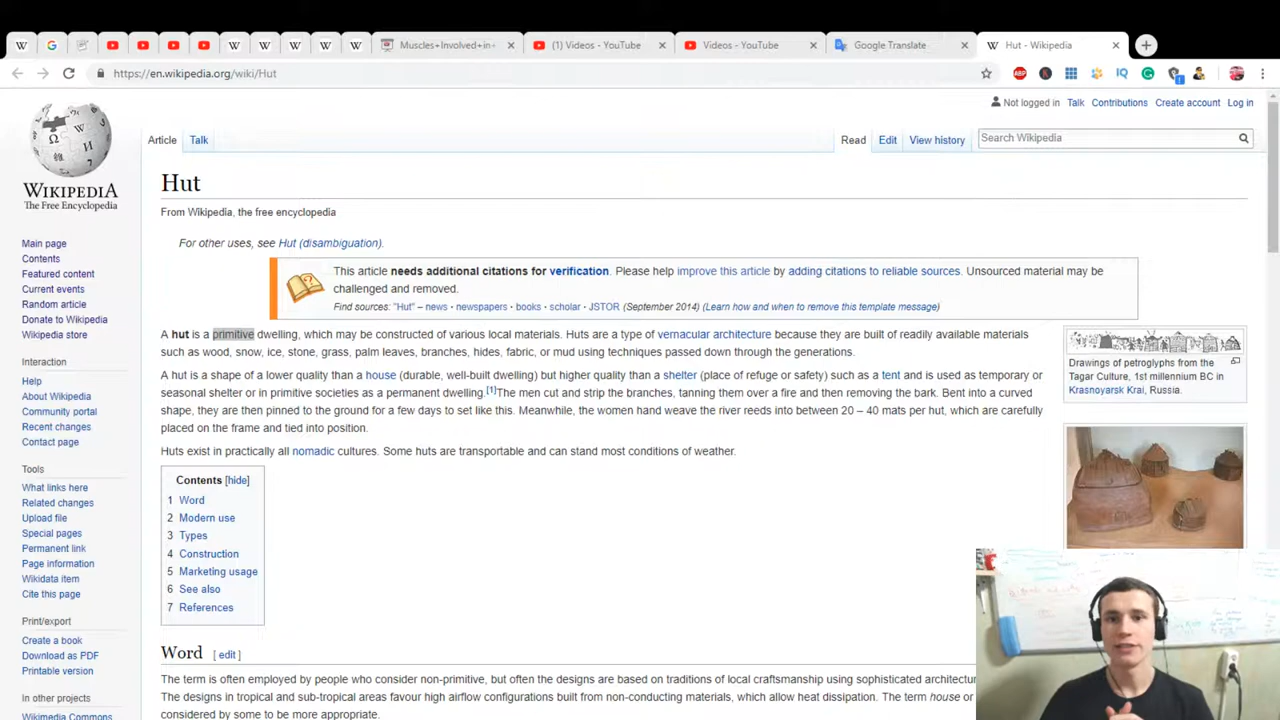 Muscles+Involved+in+
(1) Videos - YouTube
Videos - YouTube
Google Translate
Hut - Wikipedia
https://en.wikipedia.org/wiki/Hut
ABP
IQ
Not logged in Talk Contributions Create account Log in
Article Talk
Read Edit View history
Search Wikipedia
WIKIPEDIA
The Free Encyclopedia
Main page
Contents
Featured content
Current events
Random article
Donate to Wikipedia
Wikipedia store
Interaction
Help
About Wikipedia
Community portal
Recent changes
Contact page
Tools
What links here
Related changes
Upload file
Special pages
Permanent link
Page information
Wikidata item
Cite this page
Print/export
Create a book
Download as PDF
Printable version
In other projects
Wikimedia Commons
Hut
From Wikipedia, the free encyclopedia
For other uses, see Hut (disambiguation).
This article needs additional citations for verification. Please help improve this article by adding citations to reliable sources. Unsourced material may be
challenged and removed.
Find sources: "Hut" – news · newspapers · books · scholar · JSTOR (September 2014) (Learn how and when to remove this template message)
A hut is a primitive dwelling, which may be constructed of various local materials. Huts are a type of vernacular architecture because they are built of readily available materials
such as wood, snow, ice, stone, grass, palm leaves, branches, hides, fabric, or mud using techniques passed down through the generations.
A hut is a shape of a lower quality than a house (durable, well-built dwelling) but higher quality than a shelter (place of refuge or safety) such as a tent and is used as temporary or
seasonal shelter or in primitive societies as a permanent dwelling.[1]The men cut and strip the branches, tanning them over a fire and then removing the bark. Bent into a curved
shape, they are then pinned to the ground for a few days to set like this. Meanwhile, the women hand weave the river reeds into between 20 – 40 mats per hut, which are carefully
placed on the frame and tied into position.
Huts exist in practically all nomadic cultures. Some huts are transportable and can stand most conditions of weather.
Contents [hide]
1 Word
2 Modern use
3 Types
4 Construction
5 Marketing usage
6 See also
7 References
Word [ edit ]
The term is often employed by people who consider non-primitive, but often the designs are based on traditions of local craftsmanship using sophisticated architectur
The designs in tropical and sub-tropical areas favour high airflow configurations built from non-conducting materials, which allow heat dissipation. The term house or
considered by some to be more appropriate.
Drawings of petroglyphs from the
Tagar Culture, 1st millennium BC in
Krasnoyarsk Krai, Russia.